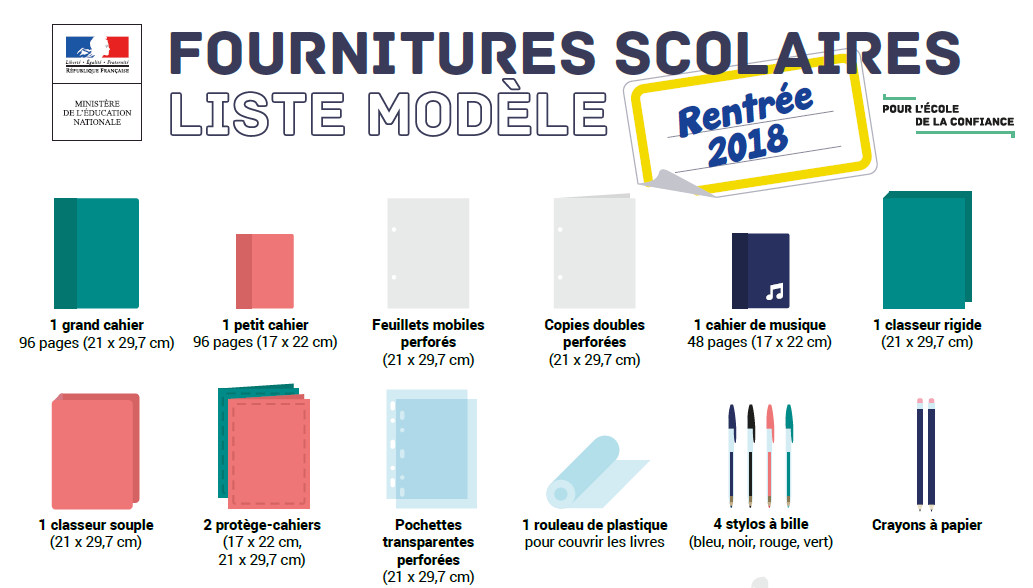 FOURNITURES SCOLAIRES
LISTE MODÈLE
Liberté • Égalité • Fraternité
RÉPUBLIQUE FRANÇAISE
MINISTÈRE
DE L'ÉDUCATION
NATIONALE
Rentrée
2018
POUR L'ÉCOLE
DE LA CONFIANCE
1 grand cahier
96 pages (21 x 29,7 cm)
1 petit cahier
96 pages (17 x 22 cm)
Feuillets mobiles
perforés
(21 x 29,7 cm)
Copies doubles
perforées
(21 x 29,7 cm)
1 cahier de musique
48 pages (17 x 22 cm)
1 classeur rigide
(21 x 29,7 cm)
1 classeur souple
(21 x 29,7 cm)
2 protège-cahiers
(17 x 22 cm,
21 x 29,7 cm)
Pochettes
transparentes
perforées
(21 x 29,7 cm)
1 rouleau de plastique
pour couvrir les livres
4 stylos à bille
(bleu, noir, rouge, vert)
Crayons à papier